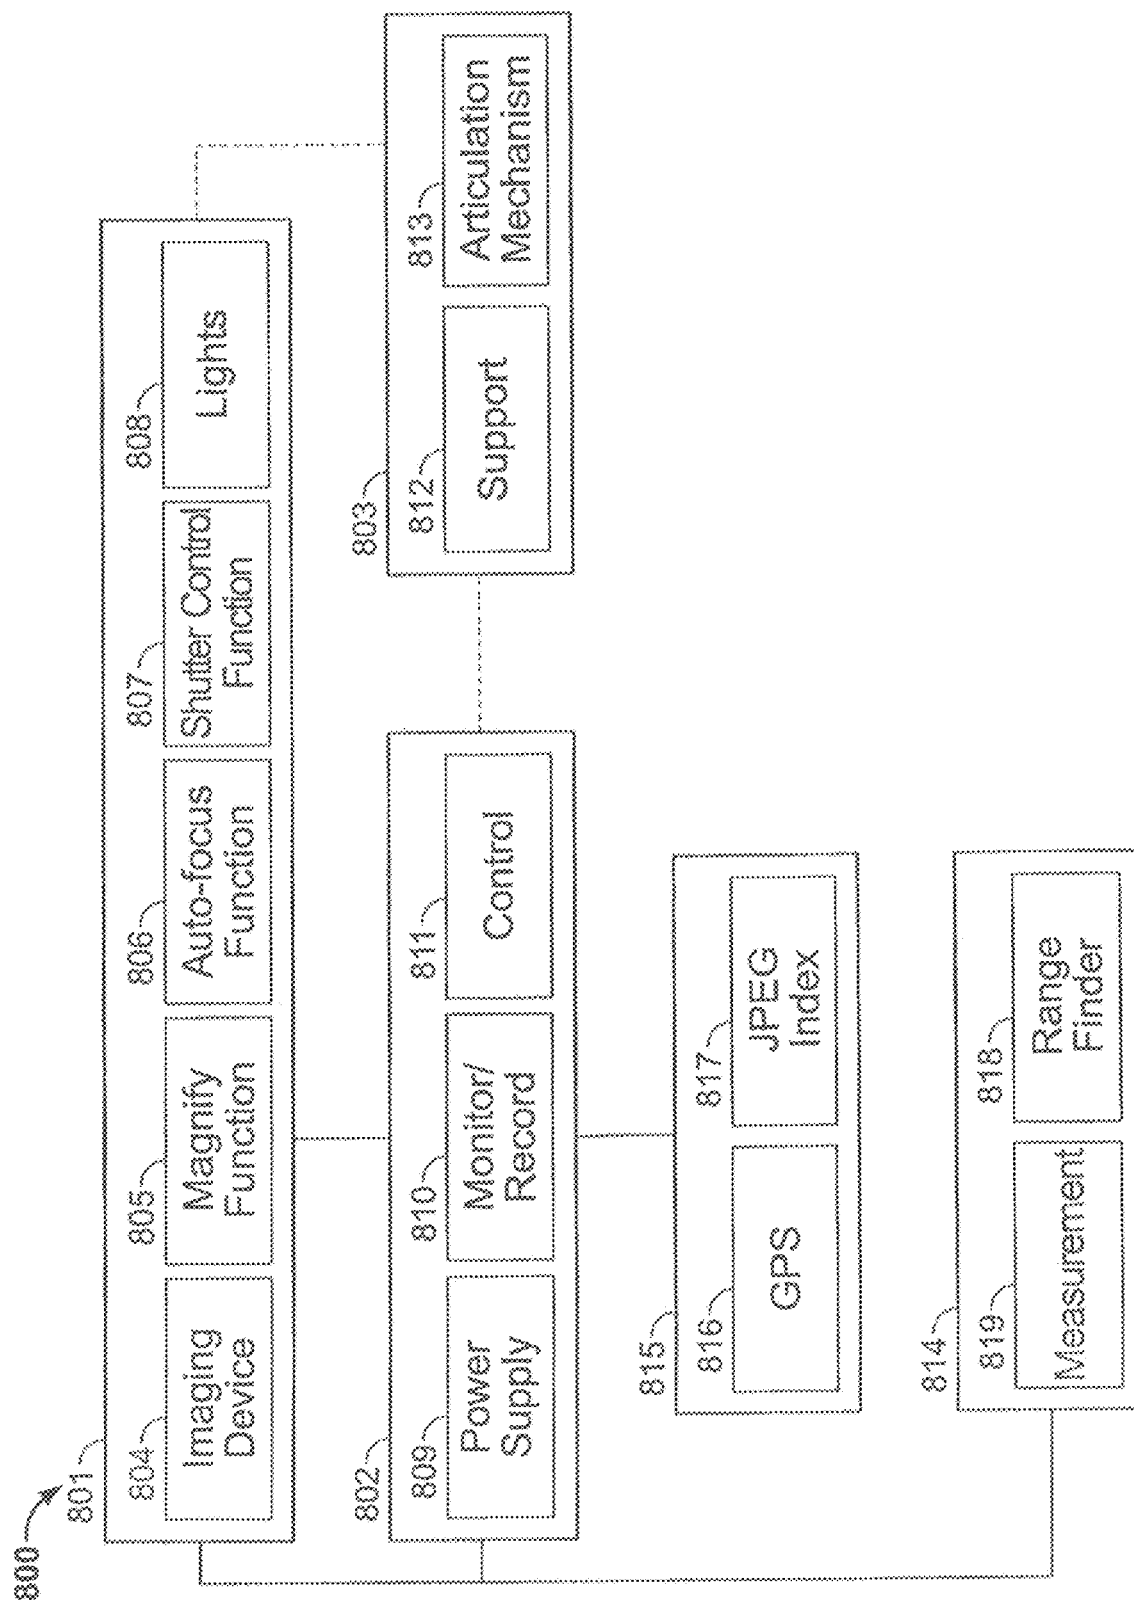 800
801
804
Imaging
Device
805
Magnify
Function
806
Auto-focus
Function
807
Shutter Control
Function
808
Lights
802
809
Power
Supply
810
Monitor/
Record
811
Control
803
812
Support
813
Articulation
Mechanism
815
816
GPS
817
JPEG
Index
814
819
Measurement
818
Range
Finder